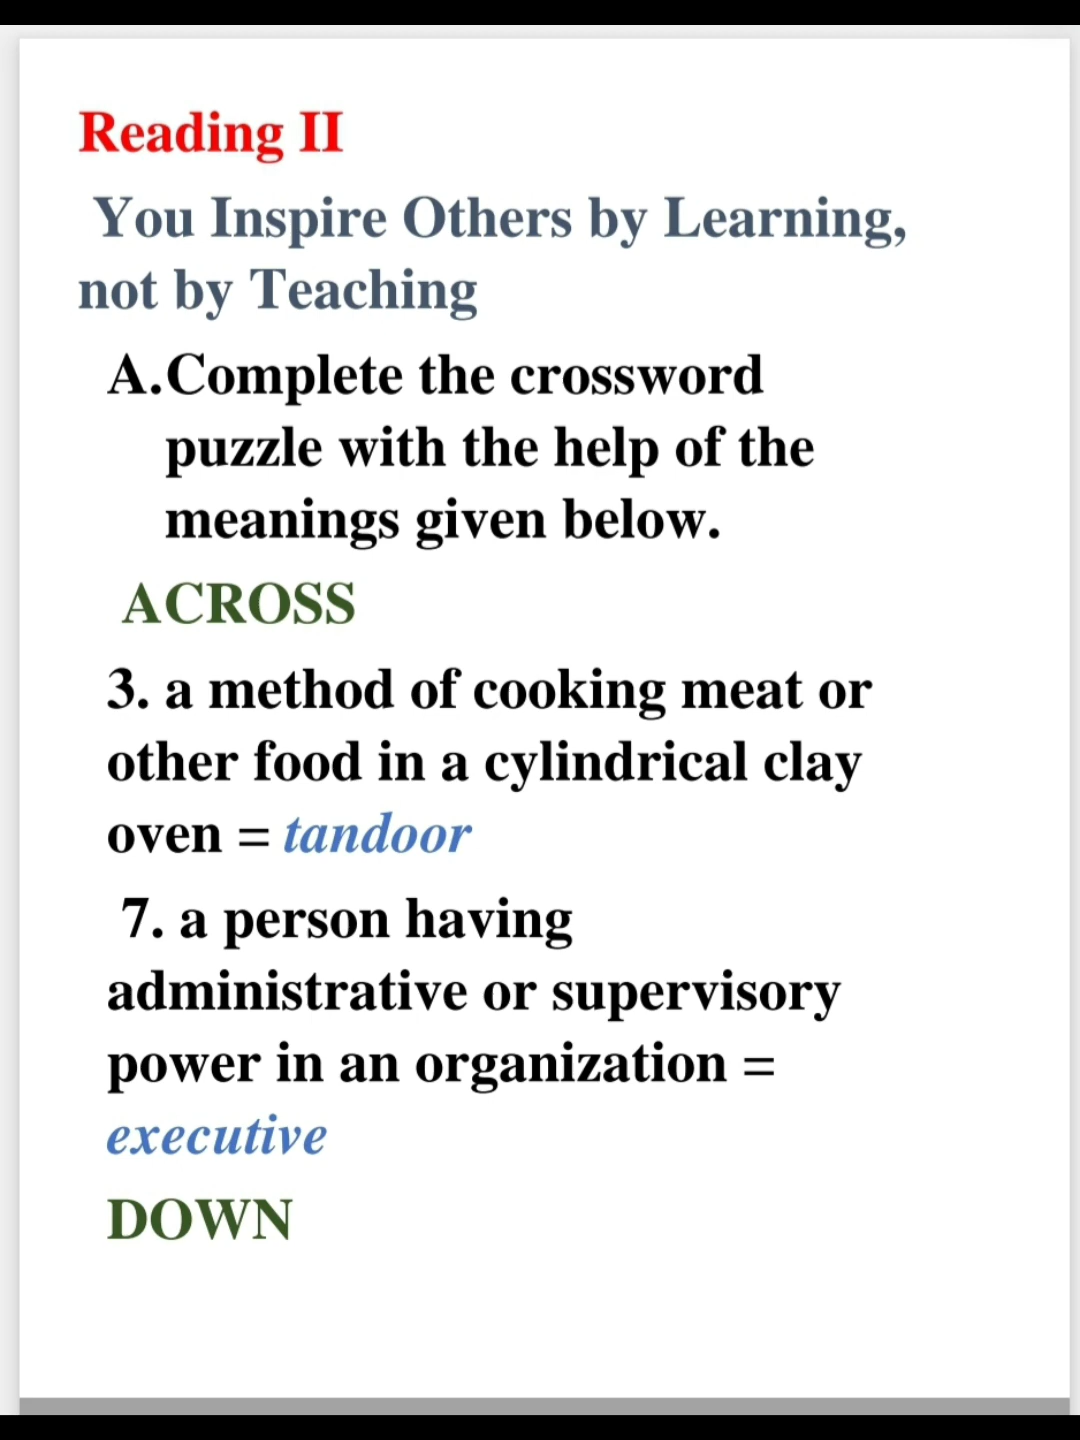 Reading II
You Inspire Others by Learning,
not by Teaching
A.Complete the crossword
puzzle with the help of the
meanings given below.
ACROSS
3. a method of cooking meat or
other food in a cylindrical clay
oven = tandoor
7. a person having
administrative or supervisory
power in an organization =
executive
DOWN